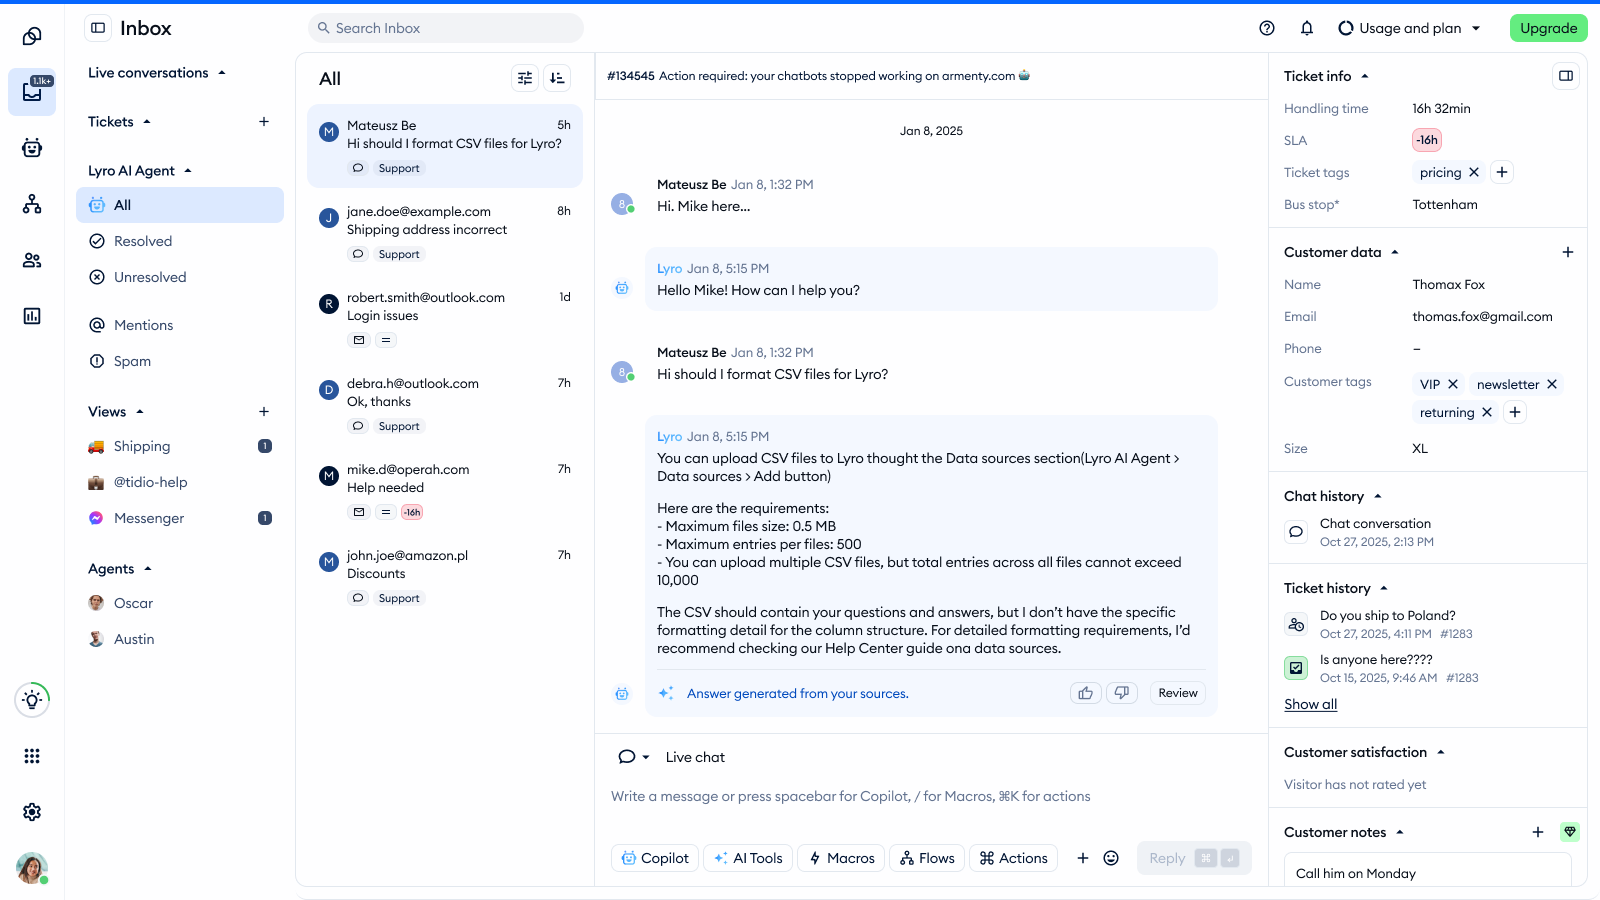 Inbox
Search Inbox
Usage and plan
Upgrade
1.1k+
Live conversations
Tickets
Lyro AI Agent
All
Resolved
Unresolved
Mentions
Spam
Views
Shipping 1
@tidio-help
Messenger 1
Agents
Oscar
Austin
All
M Mateusz Be 5h
Hi should I format CSV files for Lyro?
Support
J jane.doe@example.com 8h
Shipping address incorrect
Support
R robert.smith@outlook.com 1d
Login issues
D debra.h@outlook.com 7h
Ok, thanks
Support
M mike.d@operah.com 7h
Help needed
-16h
M john.joe@amazon.pl 7h
Discounts
Support
#134545 Action required: your chatbots stopped working on armenty.com
Jan 8, 2025
Mateusz Be Jan 8, 1:32 PM
8 Hi. Mike here...
Lyro Jan 8, 5:15 PM
Hello Mike! How can I help you?
Mateusz Be Jan 8, 1:32 PM
8 Hi should I format CSV files for Lyro?
Lyro Jan 8, 5:15 PM
You can upload CSV files to Lyro thought the Data sources section(Lyro AI Agent >
Data sources > Add button)
Here are the requirements:
- Maximum files size: 0.5 MB
- Maximum entries per files: 500
- You can upload multiple CSV files, but total entries across all files cannot exceed
10,000
The CSV should contain your questions and answers, but I don't have the specific
formatting detail for the column structure. For detailed formatting requirements, I'd
recommend checking our Help Center guide ona data sources.
Answer generated from your sources.
Review
Live chat
Write a message or press spacebar for Copilot, / for Macros, ⌘K for actions
Copilot
AI Tools
Macros
Flows
⌘ Actions
Reply ⌘ ↵
Ticket info
Handling time 16h 32min
SLA -16h
Ticket tags pricing
Bus stop* Tottenham
Customer data
Name Thomax Fox
Email thomas.fox@gmail.com
Phone –
Customer tags VIP newsletter
returning
Size XL
Chat history
Chat conversation
Oct 27, 2025, 2:13 PM
Ticket history
Do you ship to Poland?
Oct 27, 2025, 4:11 PM #1283
Is anyone here????
Oct 15, 2025, 9:46 AM #1283
Show all
Customer satisfaction
Visitor has not rated yet
Customer notes
Call him on Monday